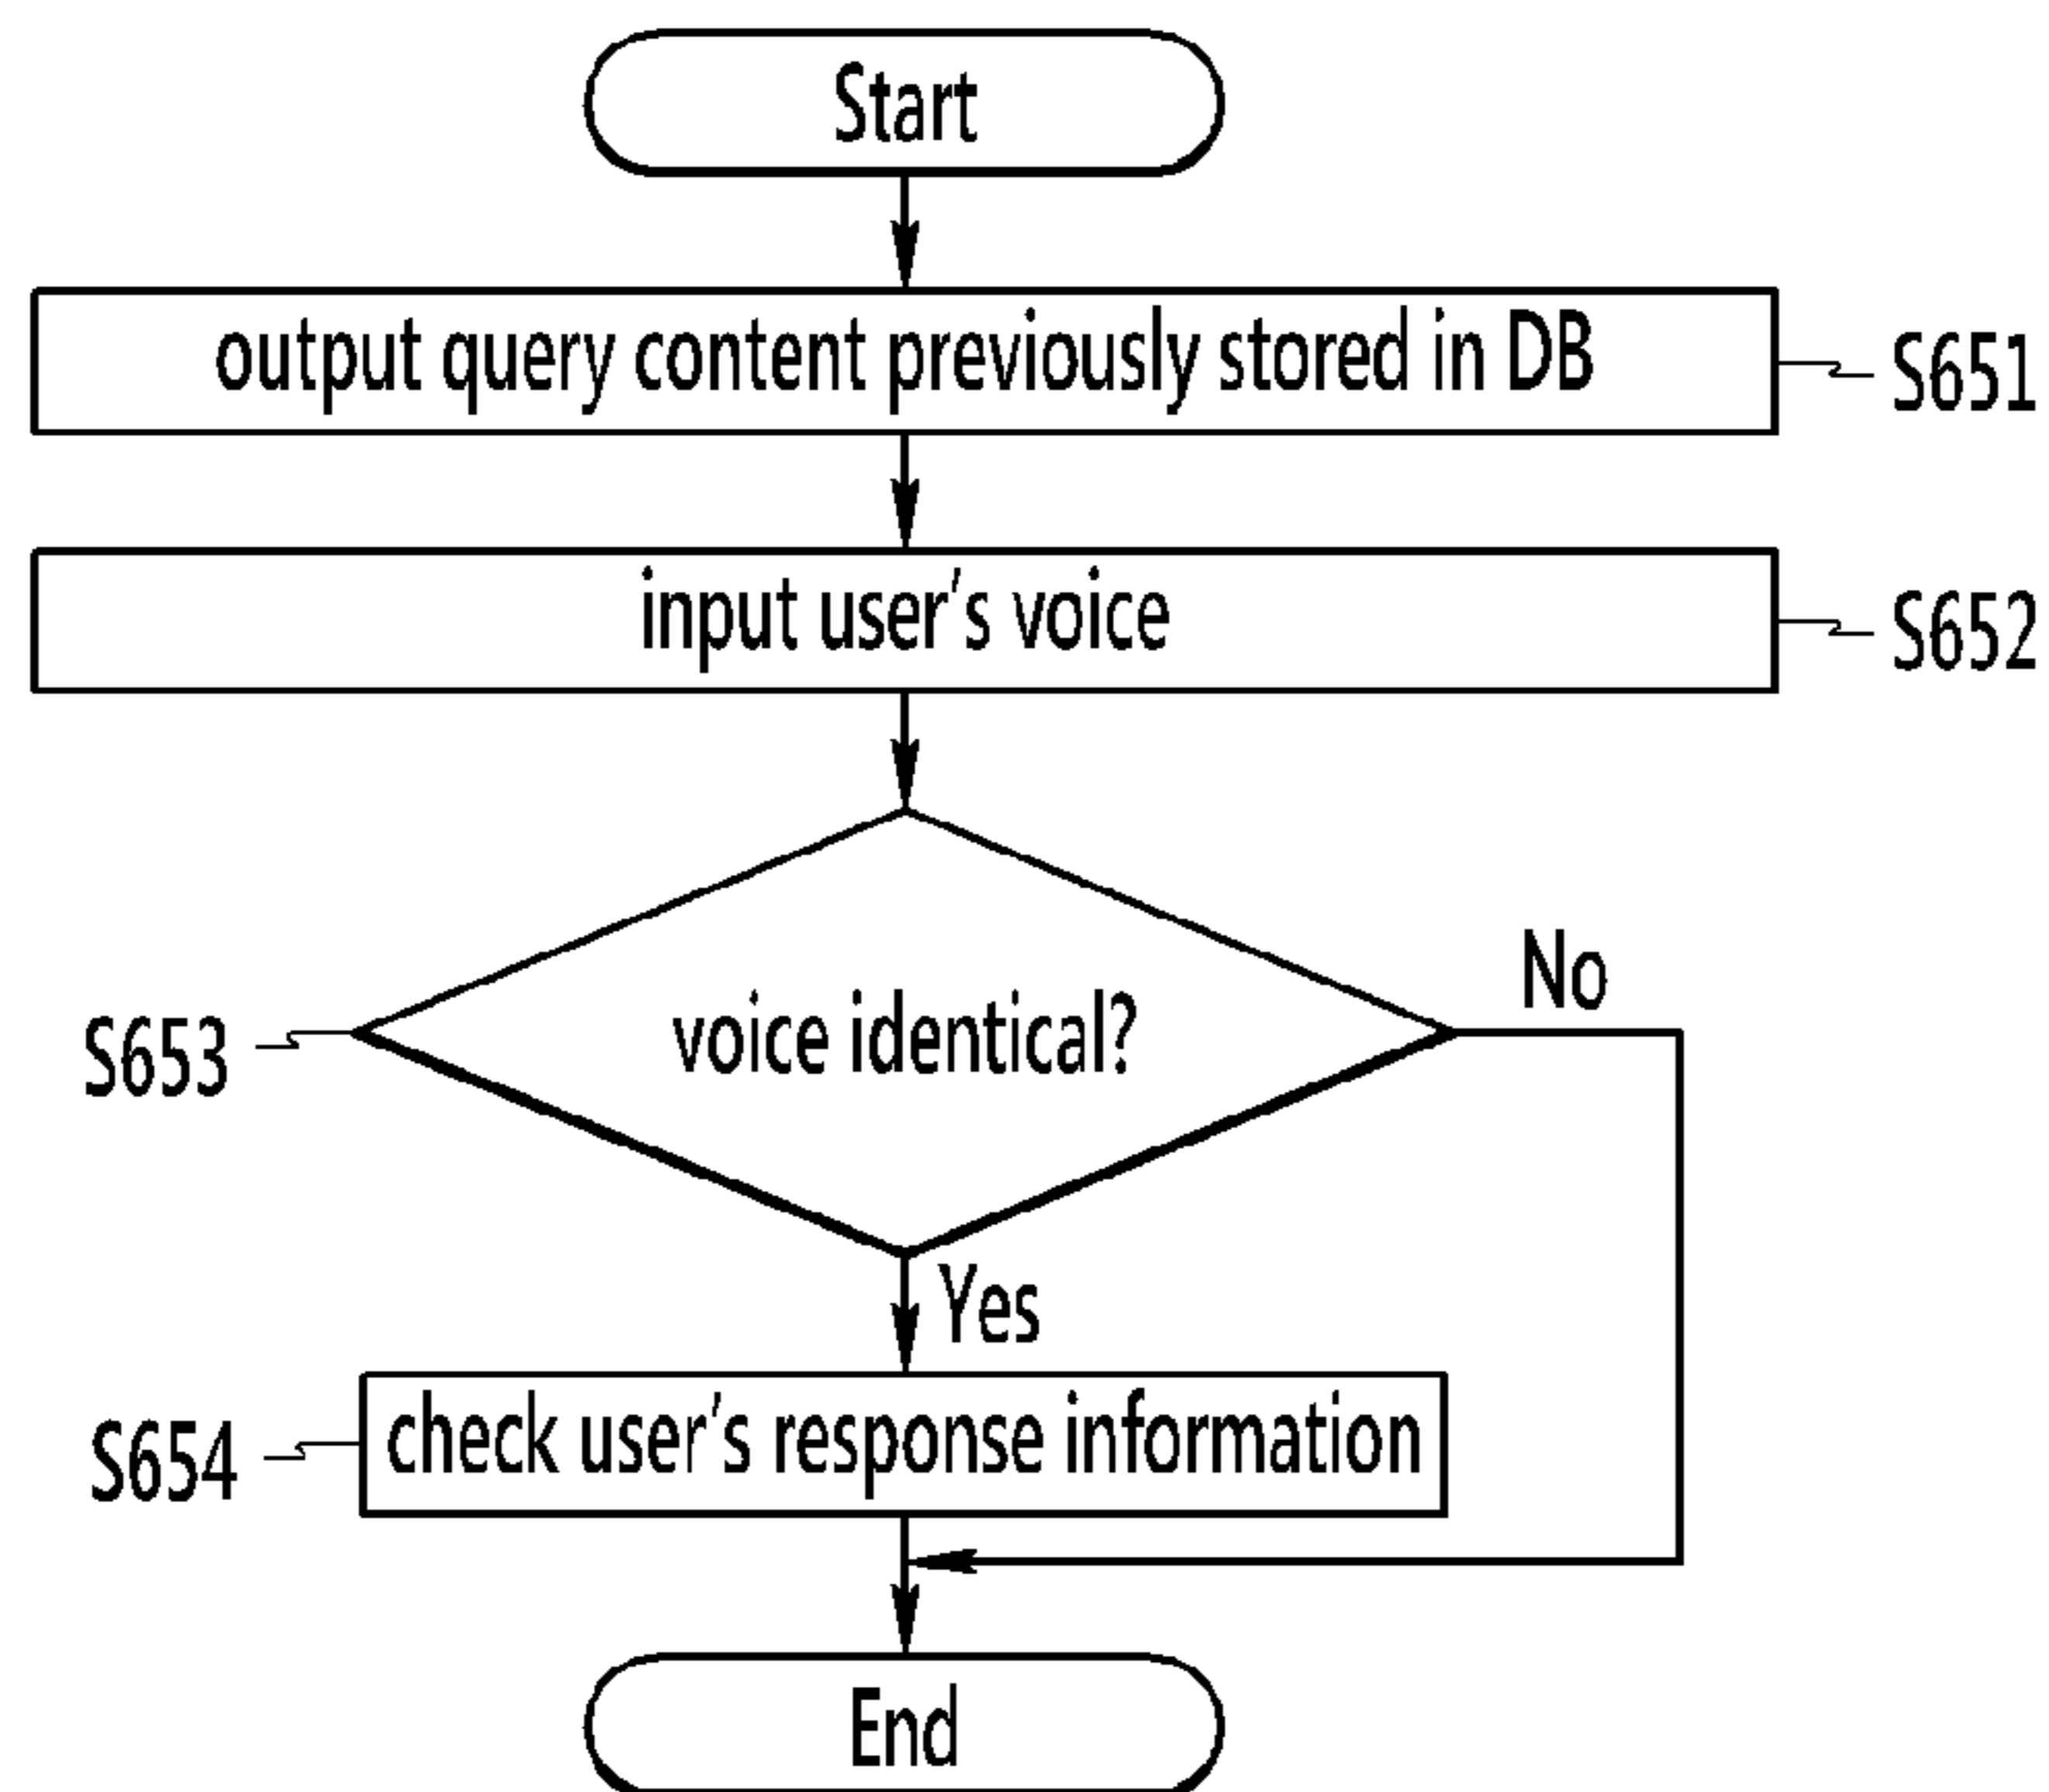 Start
output query content previously stored in DB
S651
input user's voice
S652
voice identical?
No
S653
Yes
check user's response information
S654
End